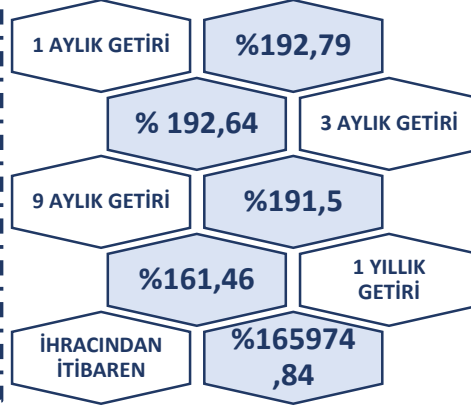 1 AYLIK GETİRİ
%192,79
% 192,64
3 AYLIK GETİRİ
9 AYLIK GETİRİ
%191,5
%161,46
1 YILLIK
GETİRİ
İHRACINDAN
İTİBAREN
%165974
,84